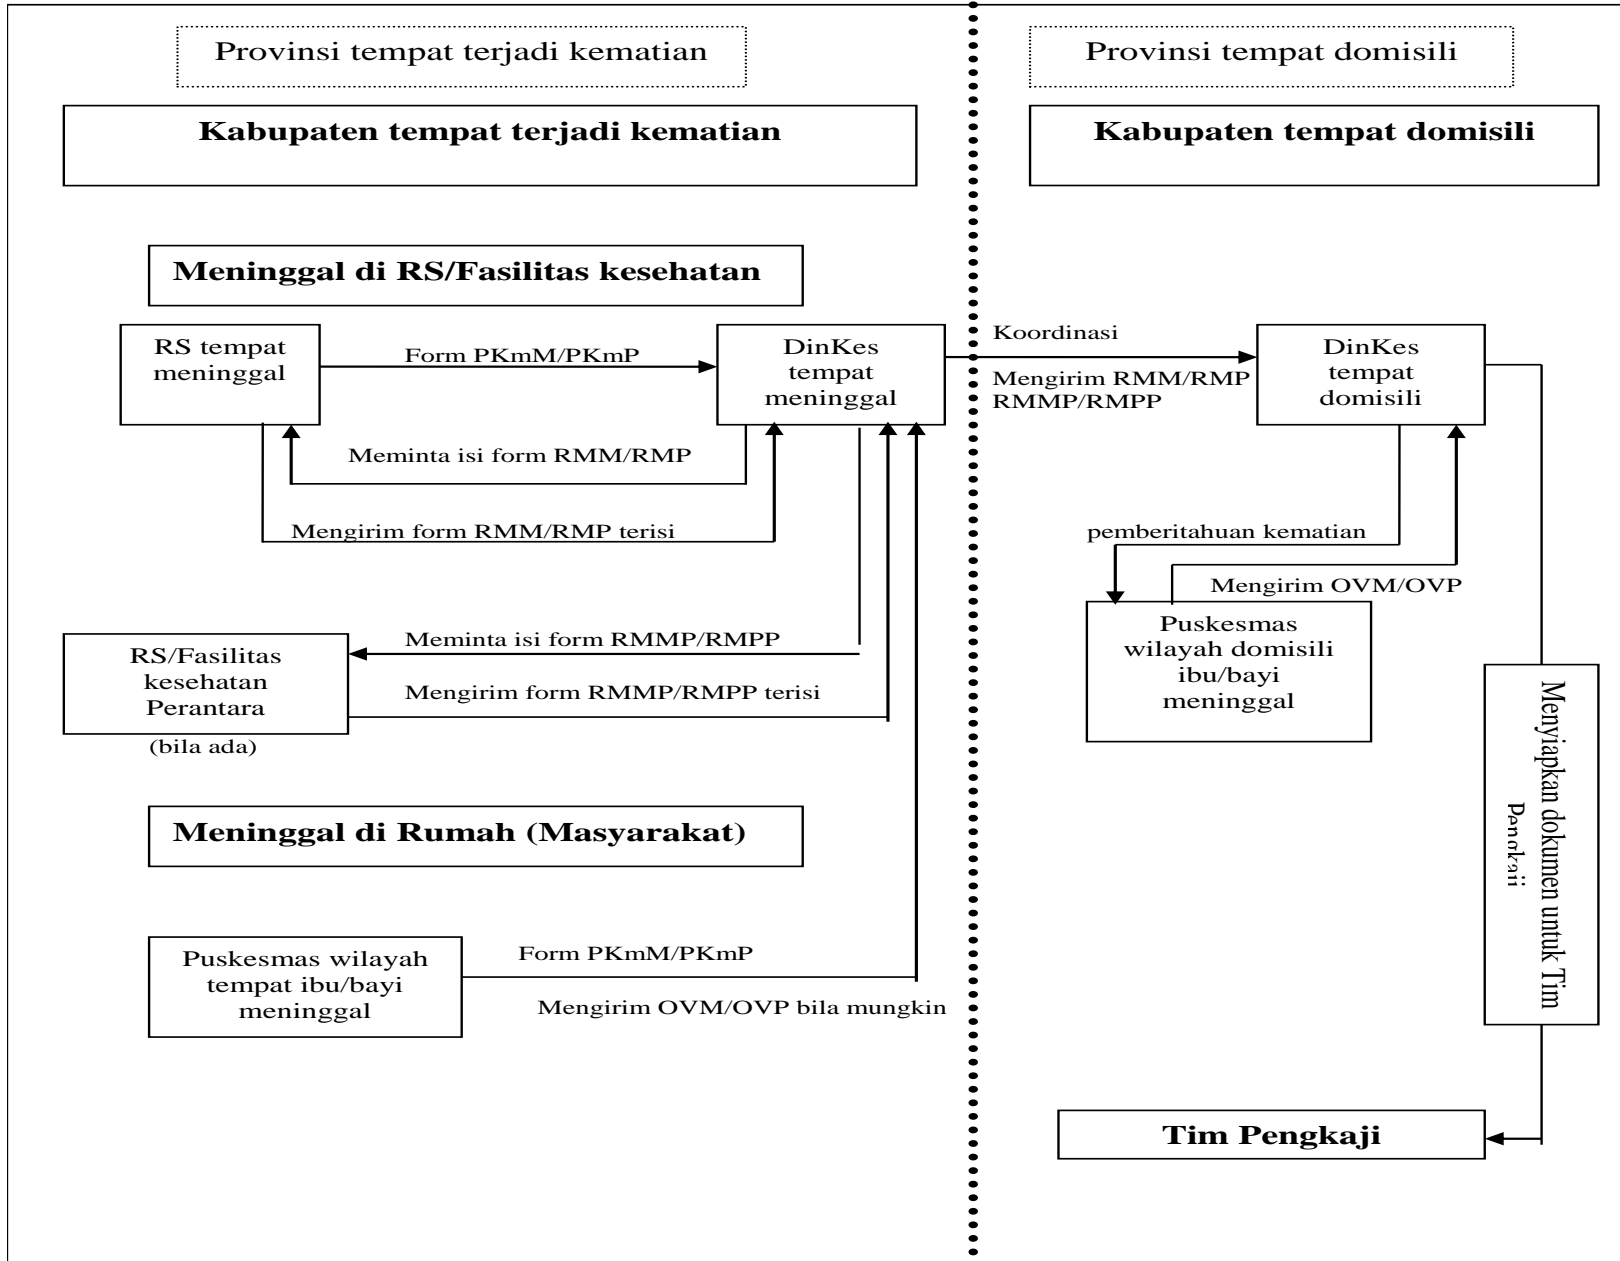 Provinsi tempat terjadi kematian
Provinsi tempat domisili
Kabupaten tempat terjadi kematian
Kabupaten tempat domisili
Meninggal di RS/Fasilitas kesehatan
RS tempat
meninggal
Form PKmM/PKmP
DinKes
tempat
meninggal
Koordinasi
Mengirim RMM/RMP
RMMP/RMPP
DinKes
tempat
domisili
Meminta isi form RMM/RMP
Mengirim form RMM/RMP terisi
pemberitahuan kematian
Mengirim OVM/OVP
Puskesmas
wilayah domisili
ibu/bayi
meninggal
RS/Fasilitas
kesehatan
Perantara
(bila ada)
Meminta isi form RMMP/RMPP
Mengirim form RMMP/RMPP terisi
Menyiapkan dokumen untuk Tim
Pengkaji
Meninggal di Rumah (Masyarakat)
Puskesmas wilayah
tempat ibu/bayi
meninggal
Form PKmM/PKmP
Mengirim OVM/OVP bila mungkin
Tim Pengkaji